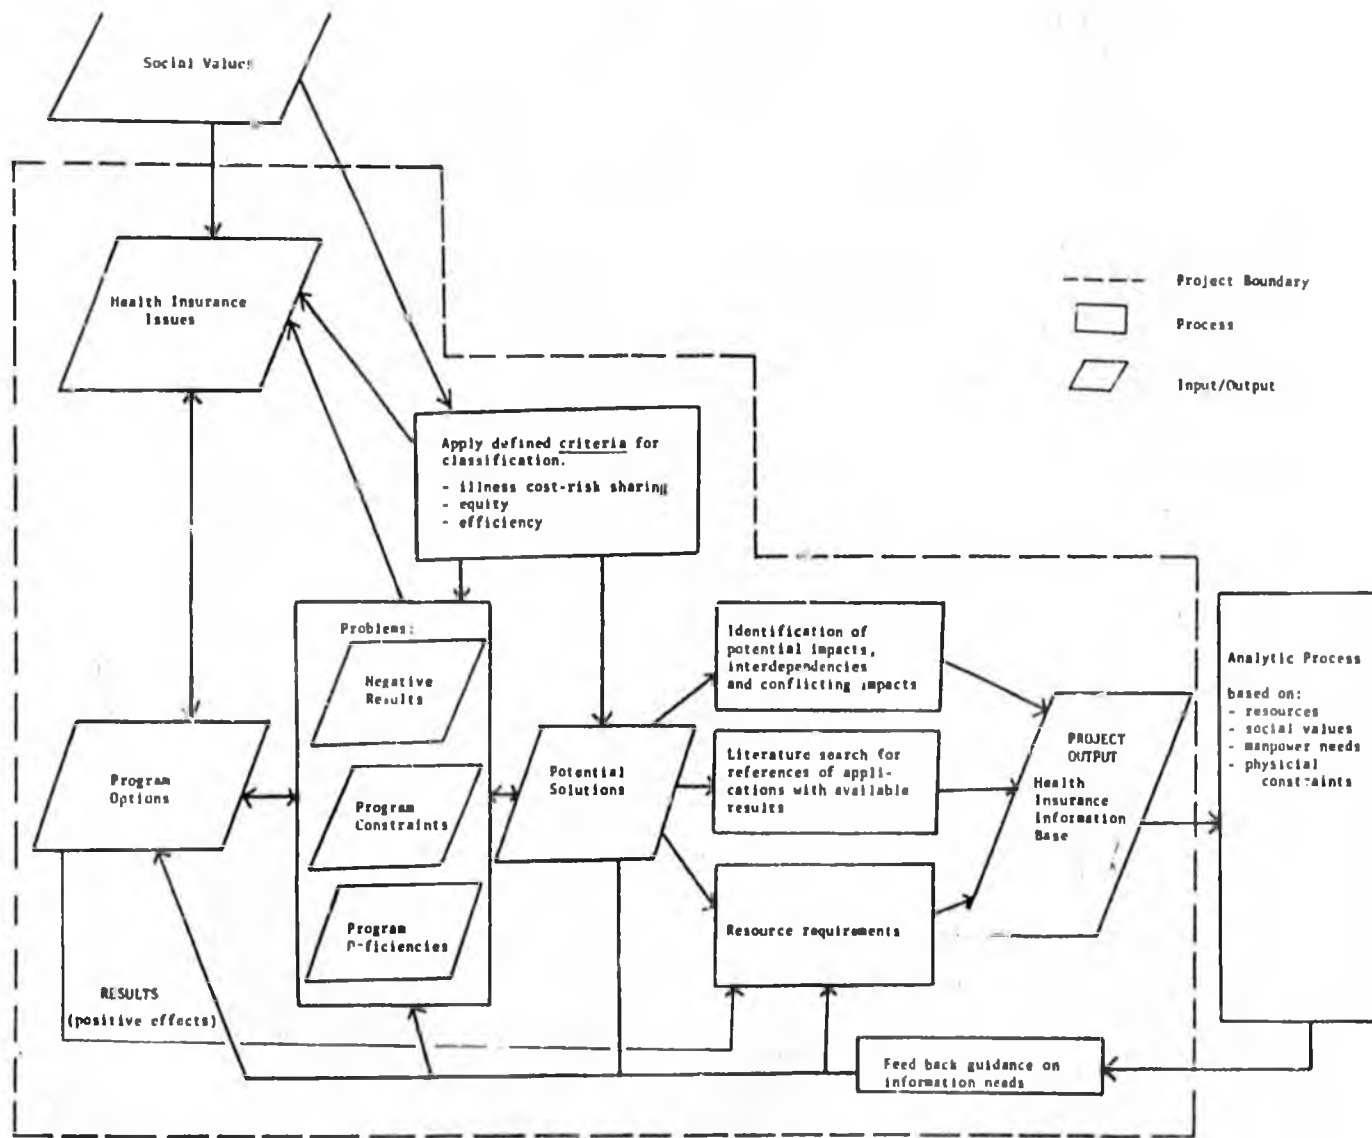 Social Values
Health Insurance
Issues
Project Boundary
Process
Input/Output
Apply defined criteria for
classification.
- illness cost-risk sharing
- equity
- efficiency
Problems:
Negative
Results
Program
Constraints
Program
Deficiencies
Program
Options
Potential
Solutions
Identification of
potential impacts,
interdependencies
and conflicting impacts
Literature search for
references of appli-
cations with available
results
Resource requirements
PROJECT
OUTPUT
Health
Insurance
Information
Base
Analytic Process
based on:
- resources
- social values
- manpower needs
- physicial
constraints
RESULTS
(positive effects)
Feed back guidance on
information needs